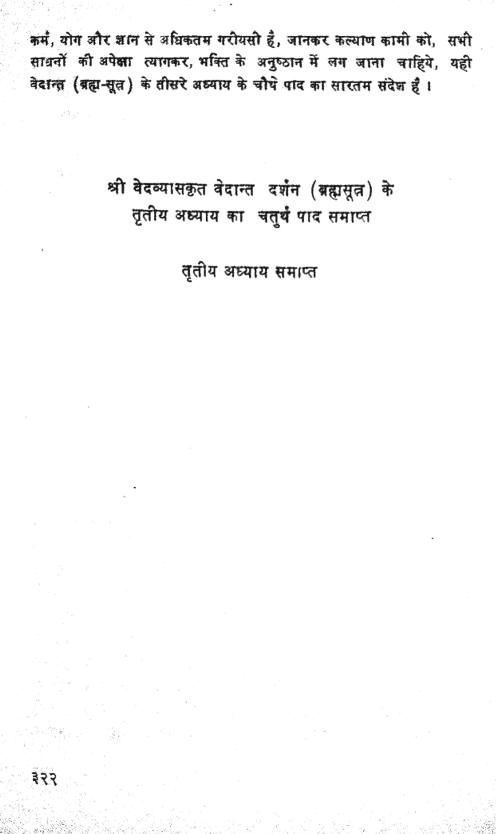 कर्म, योग और ज्ञान से अधिकतम गरीयसी है, जानकर कल्याण कामी को, सभी
साधनों की अपेक्षा त्यागकर, भक्ति के अनुष्ठान में लग जाना चाहिये, यही
वेदान्त (ब्रह्म-सूत्र) के तीसरे अध्याय के चौथे पाद का सारतम संदेश है ।
श्री वेदव्यासकृत वेदान्त दर्शन (ब्रह्मसूत्र) के
तृतीय अध्याय का चतुर्थ पाद समाप्त
तृतीय अध्याय समाप्त
३२२